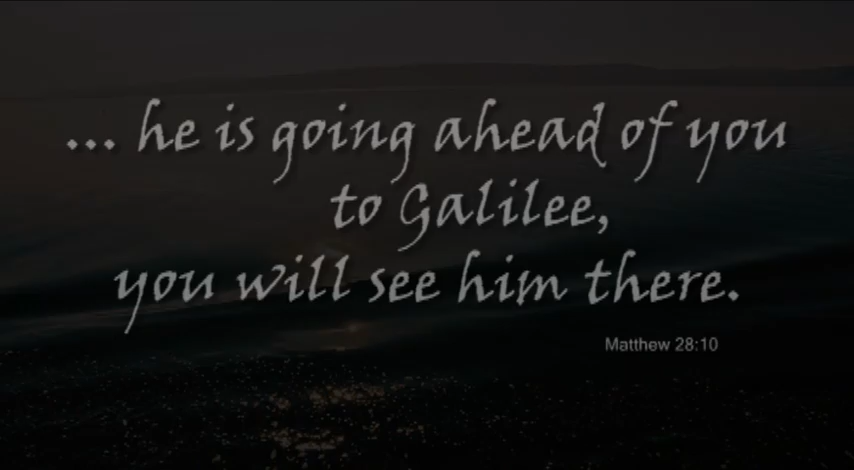 ... he is going ahead of you
to Galilee,
you will see him there.
Matthew 28:10